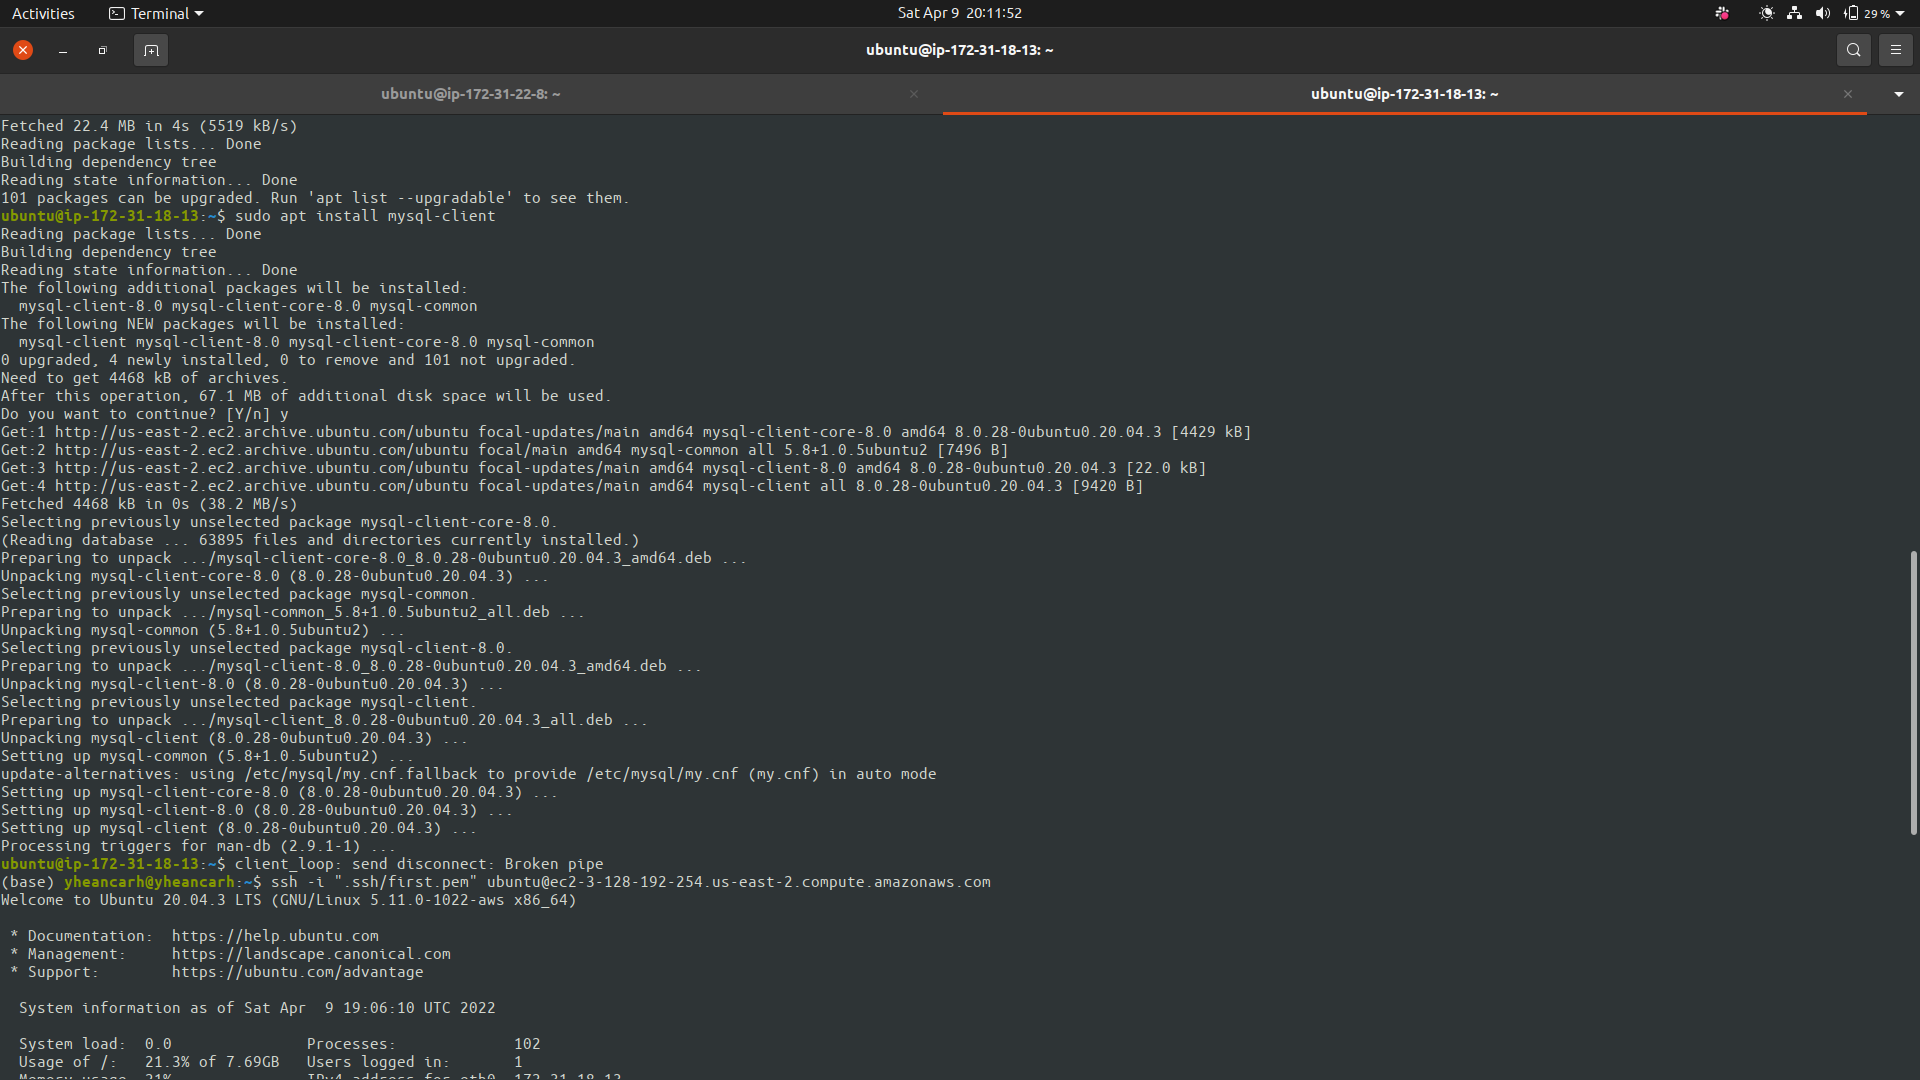 Activities Terminal Sat Apr 9 20:11:52 29 %
ubuntu@ip-172-31-18-13: ~
ubuntu@ip-172-31-22-8: ~ ubuntu@ip-172-31-18-13: ~
Fetched 22.4 MB in 4s (5519 kB/s)
Reading package lists... Done
Building dependency tree
Reading state information... Done
101 packages can be upgraded. Run 'apt list --upgradable' to see them.
ubuntu@ip-172-31-18-13:~$ sudo apt install mysql-client
Reading package lists... Done
Building dependency tree
Reading state information... Done
The following additional packages will be installed:
  mysql-client-8.0 mysql-client-core-8.0 mysql-common
The following NEW packages will be installed:
  mysql-client mysql-client-8.0 mysql-client-core-8.0 mysql-common
0 upgraded, 4 newly installed, 0 to remove and 101 not upgraded.
Need to get 4468 kB of archives.
After this operation, 67.1 MB of additional disk space will be used.
Do you want to continue? [Y/n] y
Get:1 http://us-east-2.ec2.archive.ubuntu.com/ubuntu focal-updates/main amd64 mysql-client-core-8.0 amd64 8.0.28-0ubuntu0.20.04.3 [4429 kB]
Get:2 http://us-east-2.ec2.archive.ubuntu.com/ubuntu focal/main amd64 mysql-common all 5.8+1.0.5ubuntu2 [7496 B]
Get:3 http://us-east-2.ec2.archive.ubuntu.com/ubuntu focal-updates/main amd64 mysql-client-8.0 amd64 8.0.28-0ubuntu0.20.04.3 [22.0 kB]
Get:4 http://us-east-2.ec2.archive.ubuntu.com/ubuntu focal-updates/main amd64 mysql-client all 8.0.28-0ubuntu0.20.04.3 [9420 B]
Fetched 4468 kB in 0s (38.2 MB/s)
Selecting previously unselected package mysql-client-core-8.0.
(Reading database ... 63895 files and directories currently installed.)
Preparing to unpack .../mysql-client-core-8.0_8.0.28-0ubuntu0.20.04.3_amd64.deb ...
Unpacking mysql-client-core-8.0 (8.0.28-0ubuntu0.20.04.3) ...
Selecting previously unselected package mysql-common.
Preparing to unpack .../mysql-common_5.8+1.0.5ubuntu2_all.deb ...
Unpacking mysql-common (5.8+1.0.5ubuntu2) ...
Selecting previously unselected package mysql-client-8.0.
Preparing to unpack .../mysql-client-8.0_8.0.28-0ubuntu0.20.04.3_amd64.deb ...
Unpacking mysql-client-8.0 (8.0.28-0ubuntu0.20.04.3) ...
Selecting previously unselected package mysql-client.
Preparing to unpack .../mysql-client_8.0.28-0ubuntu0.20.04.3_all.deb ...
Unpacking mysql-client (8.0.28-0ubuntu0.20.04.3) ...
Setting up mysql-common (5.8+1.0.5ubuntu2) ...
update-alternatives: using /etc/mysql/my.cnf.fallback to provide /etc/mysql/my.cnf (my.cnf) in auto mode
Setting up mysql-client-core-8.0 (8.0.28-0ubuntu0.20.04.3) ...
Setting up mysql-client-8.0 (8.0.28-0ubuntu0.20.04.3) ...
Setting up mysql-client (8.0.28-0ubuntu0.20.04.3) ...
Processing triggers for man-db (2.9.1-1) ...
ubuntu@ip-172-31-18-13:~$ client_loop: send disconnect: Broken pipe
(base) yheancarh@yheancarh:~$ ssh -i ".ssh/first.pem" ubuntu@ec2-3-128-192-254.us-east-2.compute.amazonaws.com
Welcome to Ubuntu 20.04.3 LTS (GNU/Linux 5.11.0-1022-aws x86_64)
 * Documentation:  https://help.ubuntu.com
 * Management:     https://landscape.canonical.com
 * Support:        https://ubuntu.com/advantage
  System information as of Sat Apr  9 19:06:10 UTC 2022
  System load:  0.0               Processes:             102
  Usage of /:   21.3% of 7.69GB   Users logged in:       1
  Memory usage: 21%               IPv4 address for eth0: 172.31.18.13